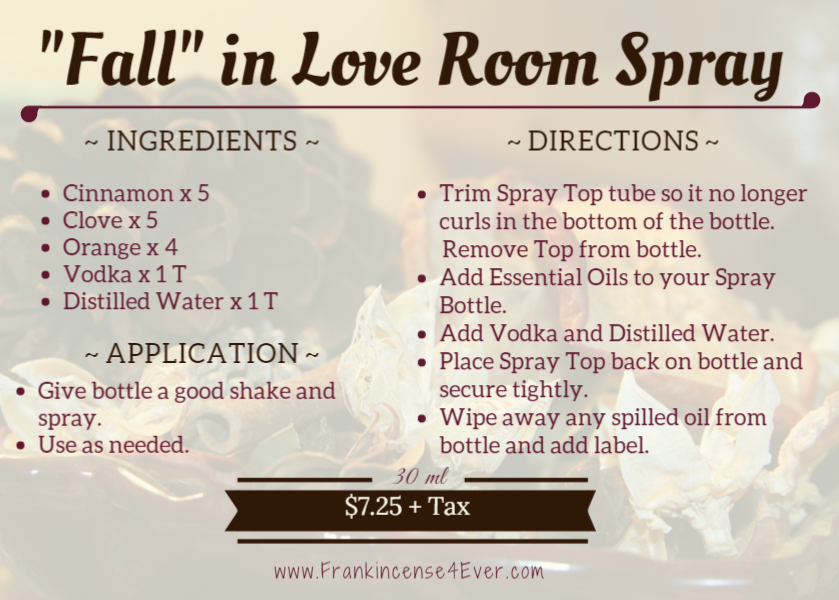 "Fall" in Love Room Spray
~ INGREDIENTS ~
• Cinnamon x 5
• Clove x 5
• Orange x 4
• Vodka x 1 T
• Distilled Water x 1 T
~ APPLICATION ~
• Give bottle a good shake and
spray.
• Use as needed.
~ DIRECTIONS ~
• Trim Spray Top tube so it no longer
curls in the bottom of the bottle.
Remove Top from bottle.
• Add Essential Oils to your Spray
Bottle.
• Add Vodka and Distilled Water.
• Place Spray Top back on bottle and
secure tightly.
• Wipe away any spilled oil from
bottle and add label.
30 ml
$7.25 + Tax
www.Frankincense4Ever.com